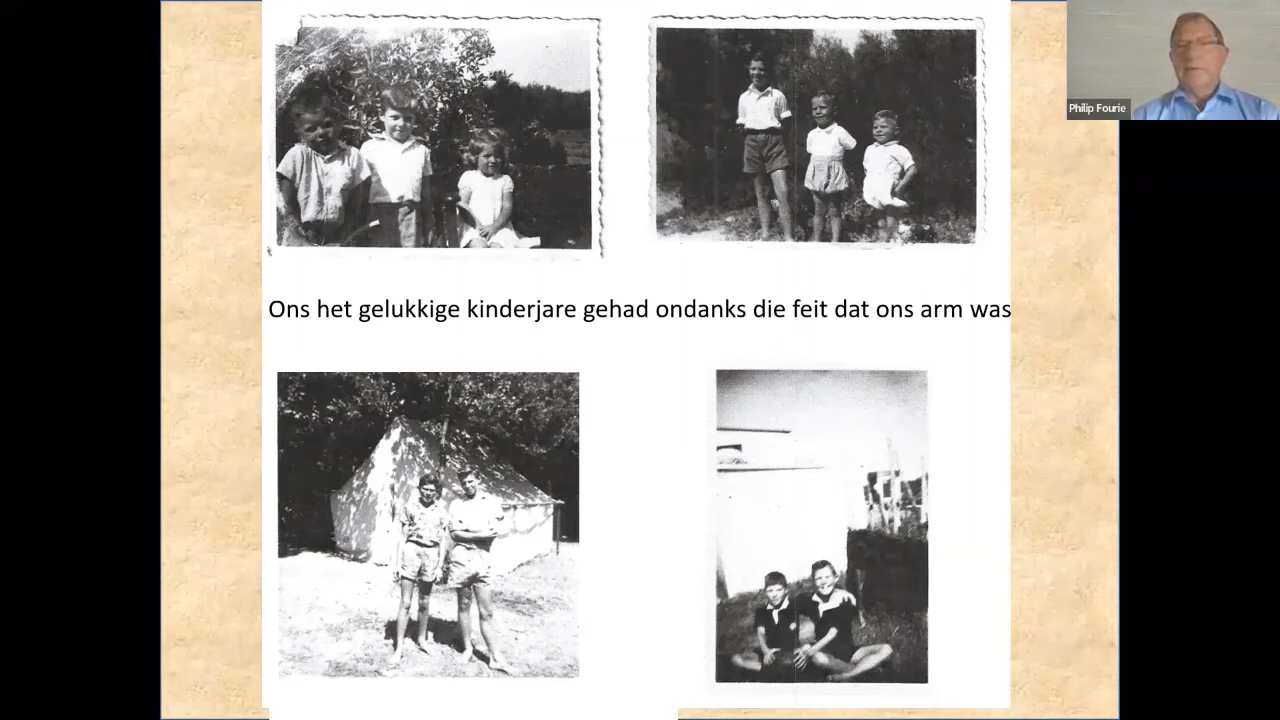 Philip Fourie
Ons het gelukkige kinderjare gehad ondanks die feit dat ons arm was